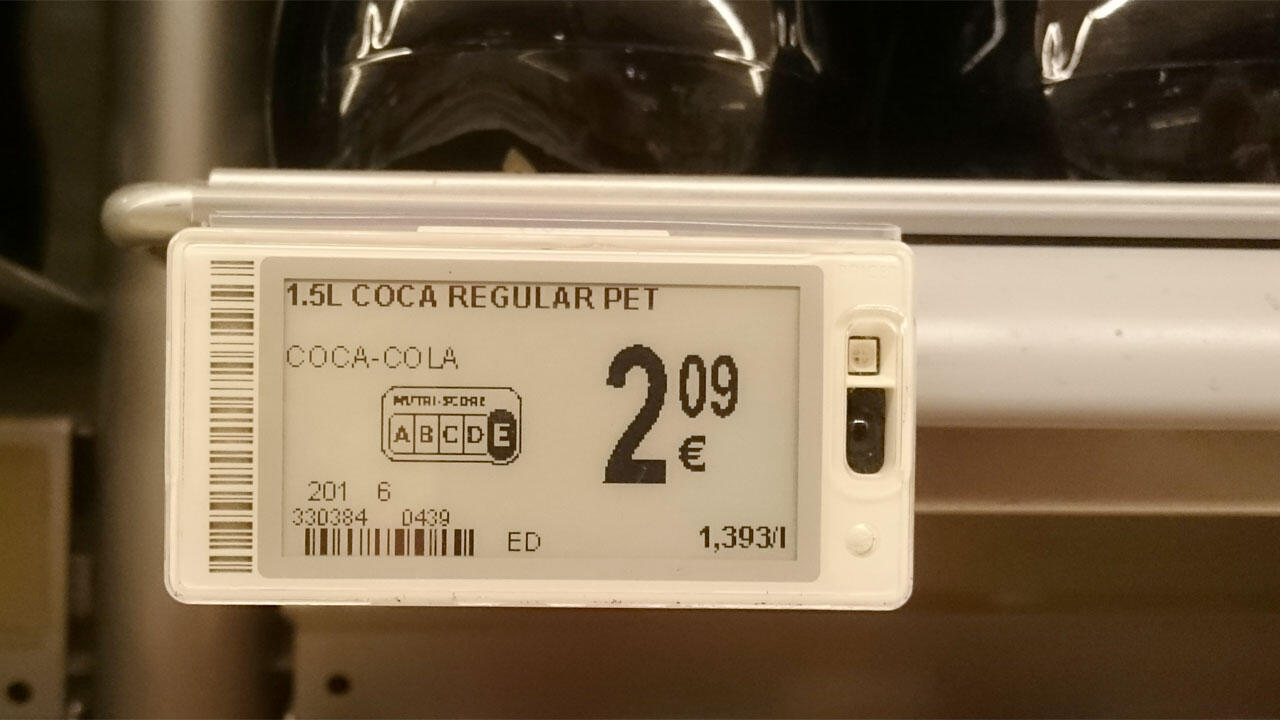 1.5L COCA REGULAR PET
COCA-COLA
NUTRI-SCORE
A B C D E
2 09
€
201 6
330384 0439
ED
1,393/l